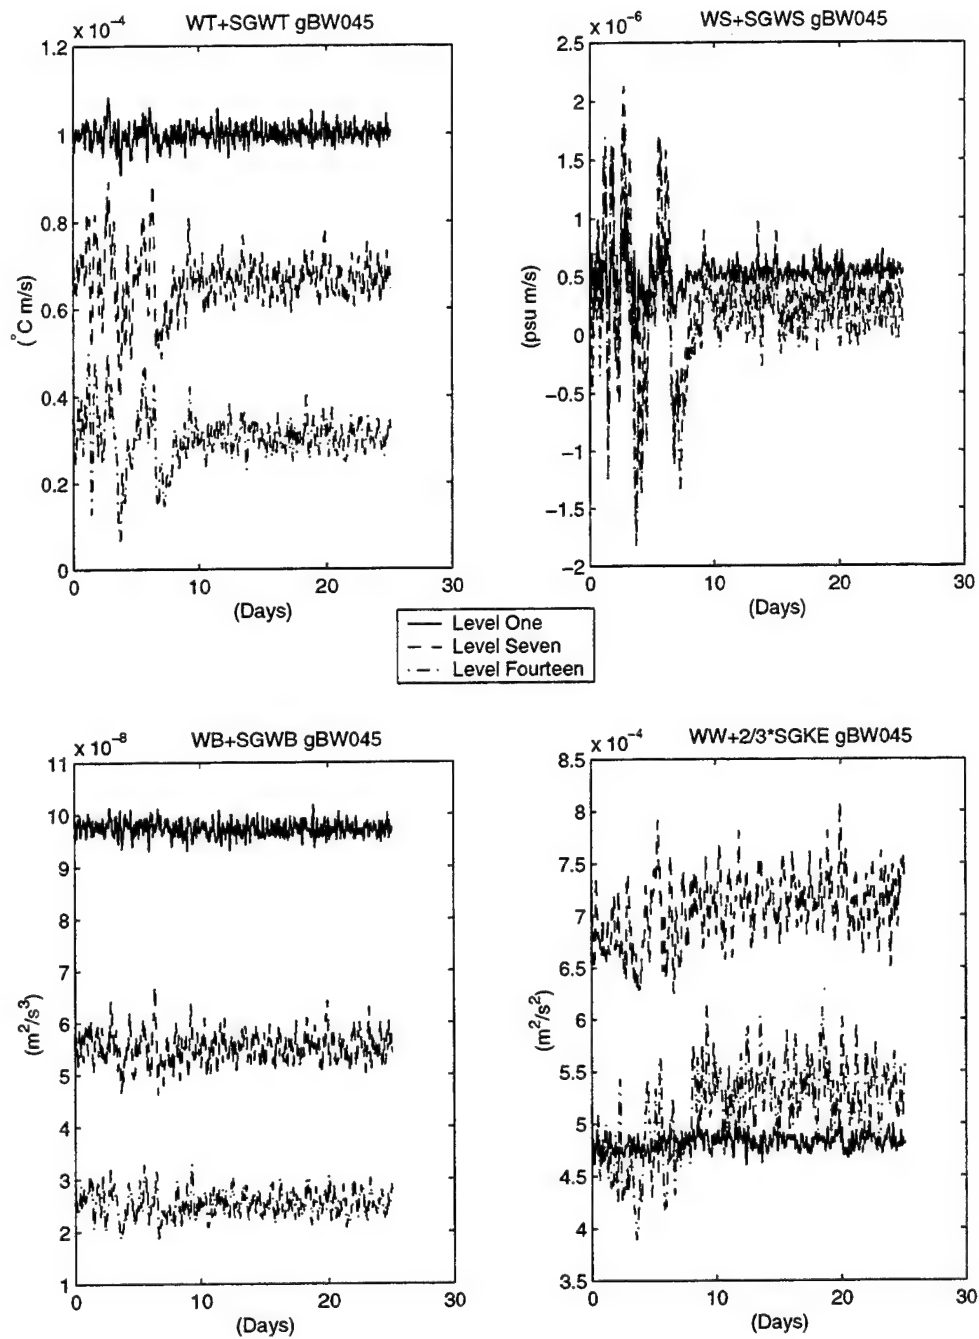 x 10⁻⁴
WT+SGWT gBW045
1.2
1
0.8
0.6
0.4
0.2
0
(°C m/s)
0 10 20 30
(Days)
x 10⁻⁶
WS+SGWS gBW045
2.5
2
1.5
1
0.5
0
−0.5
−1
−1.5
−2
(psu m/s)
0 10 20 30
(Days)
Level One
Level Seven
Level Fourteen
x 10⁻⁸
WB+SGWB gBW045
11
10
9
8
7
6
5
4
3
2
1
(m²/s³)
0 10 20 30
(Days)
x 10⁻⁴
WW+2/3*SGKE gBW045
8.5
8
7.5
7
6.5
6
5.5
5
4.5
4
3.5
(m²/s²)
0 10 20 30
(Days)